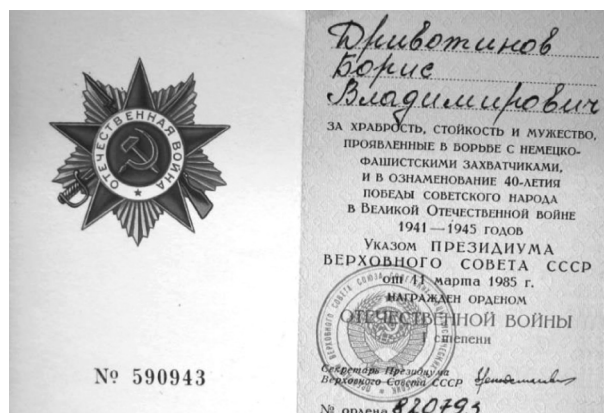 ОТЕЧЕСТВЕННАЯ ВОЙНА
№ 590943
Кривотинов
Борис
Владимирович
ЗА ХРАБРОСТЬ, СТОЙКОСТЬ И МУЖЕСТВО,
ПРОЯВЛЕННЫЕ В БОРЬБЕ С НЕМЕЦКО-
ФАШИСТСКИМИ ЗАХВАТЧИКАМИ,
И В ОЗНАМЕНОВАНИЕ 40-ЛЕТИЯ
ПОБЕДЫ СОВЕТСКОГО НАРОДА
В ВЕЛИКОЙ ОТЕЧЕСТВЕННОЙ ВОЙНЕ
1941—1945 ГОДОВ
УКАЗОМ ПРЕЗИДИУМА
ВЕРХОВНОГО СОВЕТА СССР
от 11 марта 1985 г.
НАГРАЖДЕН ОРДЕНОМ
ОТЕЧЕСТВЕННОЙ ВОЙНЫ
I степени
Секретарь Президиума
Верховного Совета СССР
№ ордена 820793